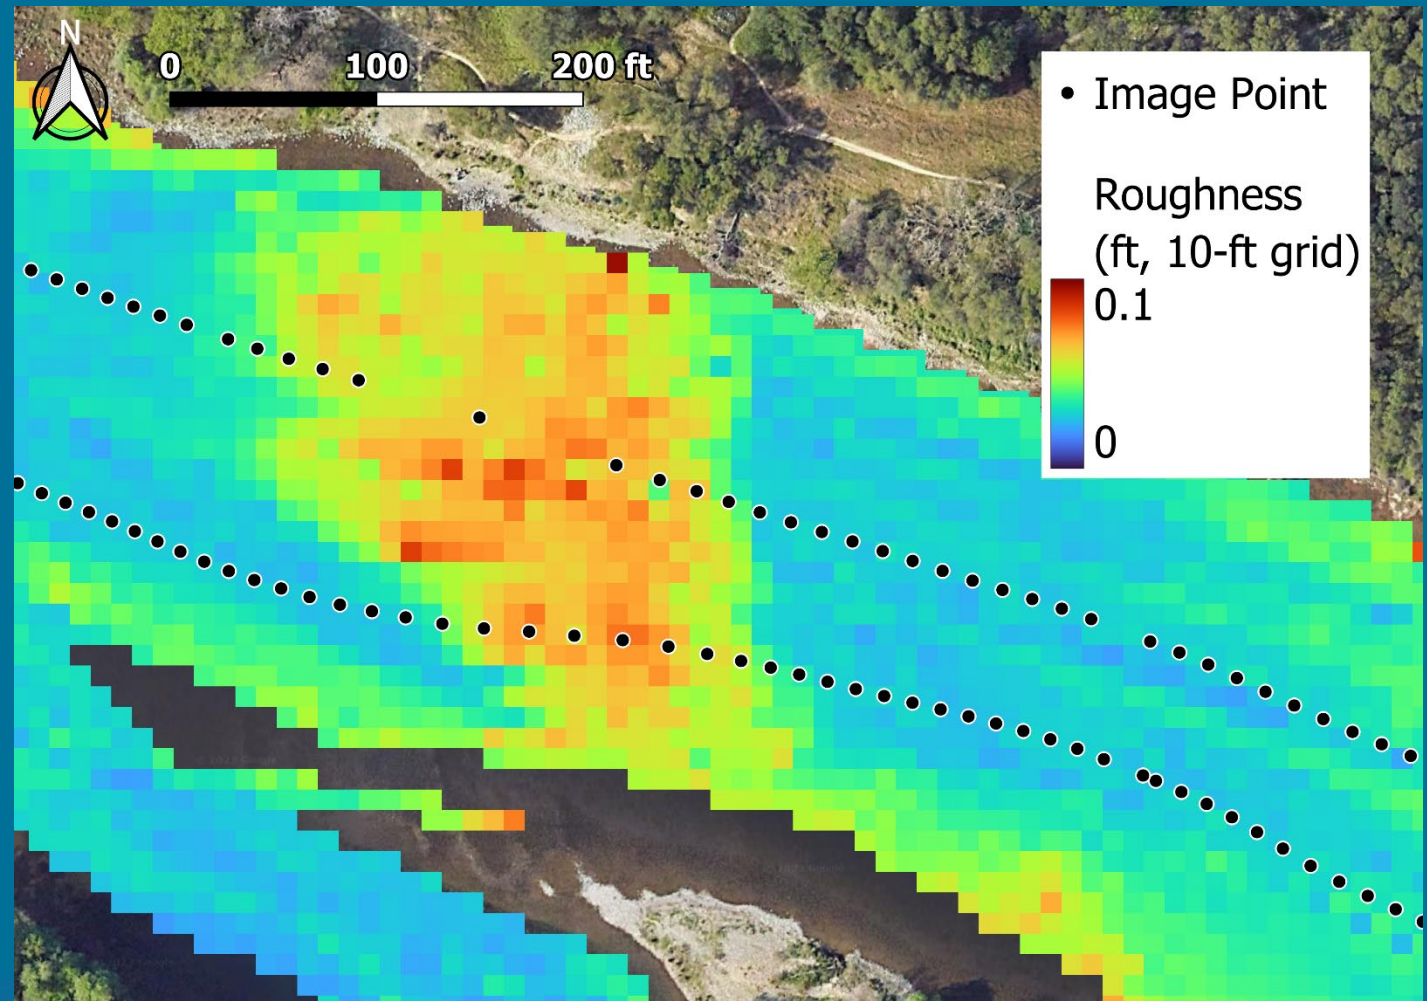 N
0 100 200 ft
• Image Point
Roughness
(ft, 10-ft grid)
0.1
0